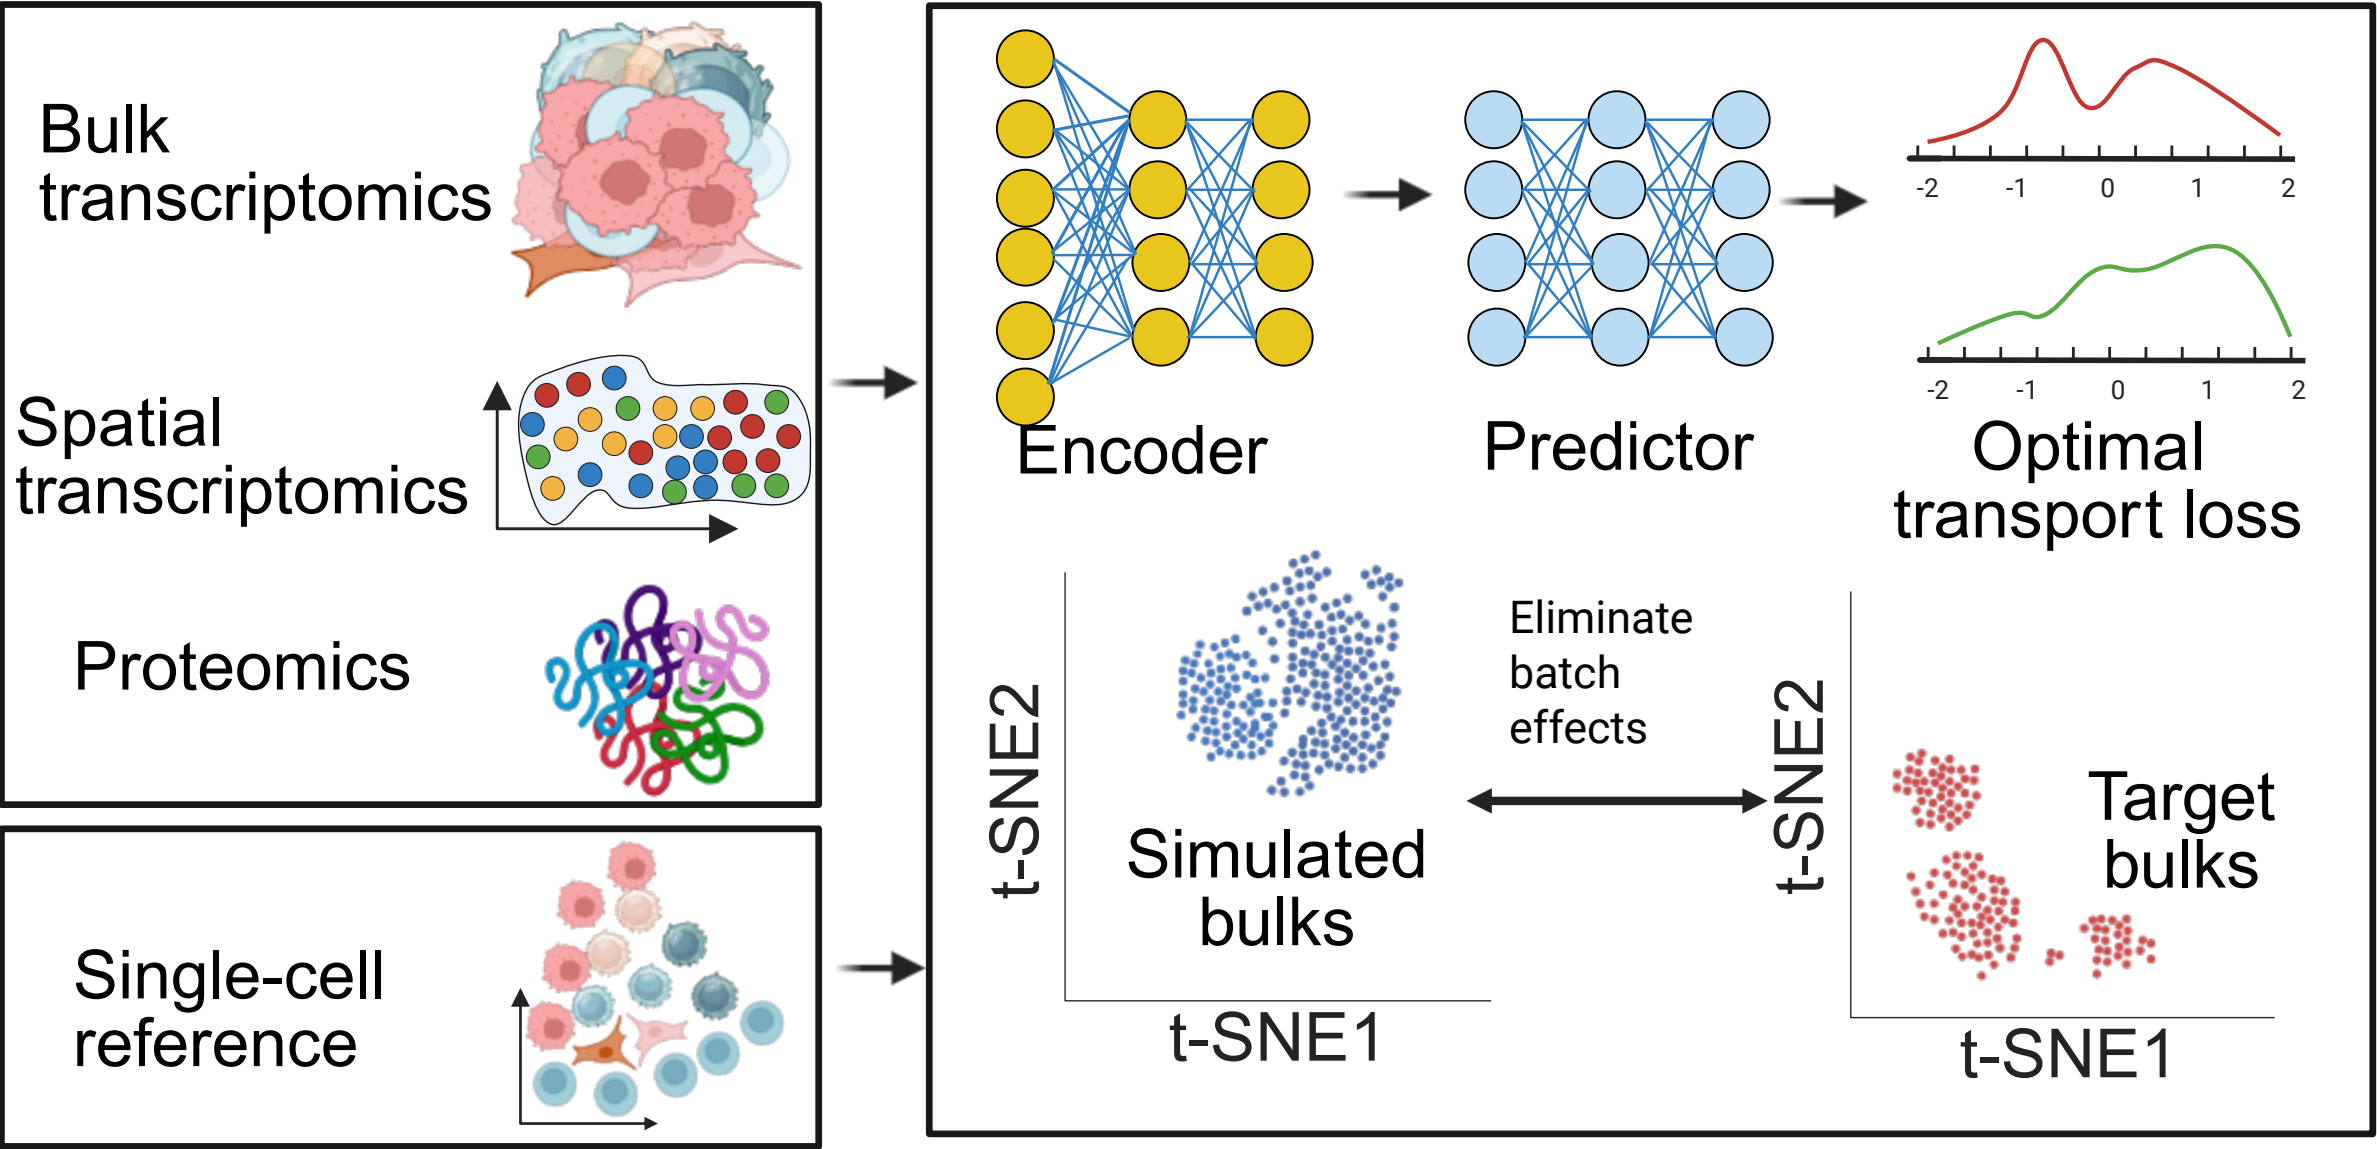 Bulk
transcriptomics
Spatial
transcriptomics
Proteomics
Single-cell
reference
Encoder
Predictor
-2 -1 0 1 2
-2 -1 0 1 2
Optimal
transport loss
t-SNE2
Simulated
bulks
t-SNE1
Eliminate
batch
effects
t-SNE2
Target
bulks
t-SNE1